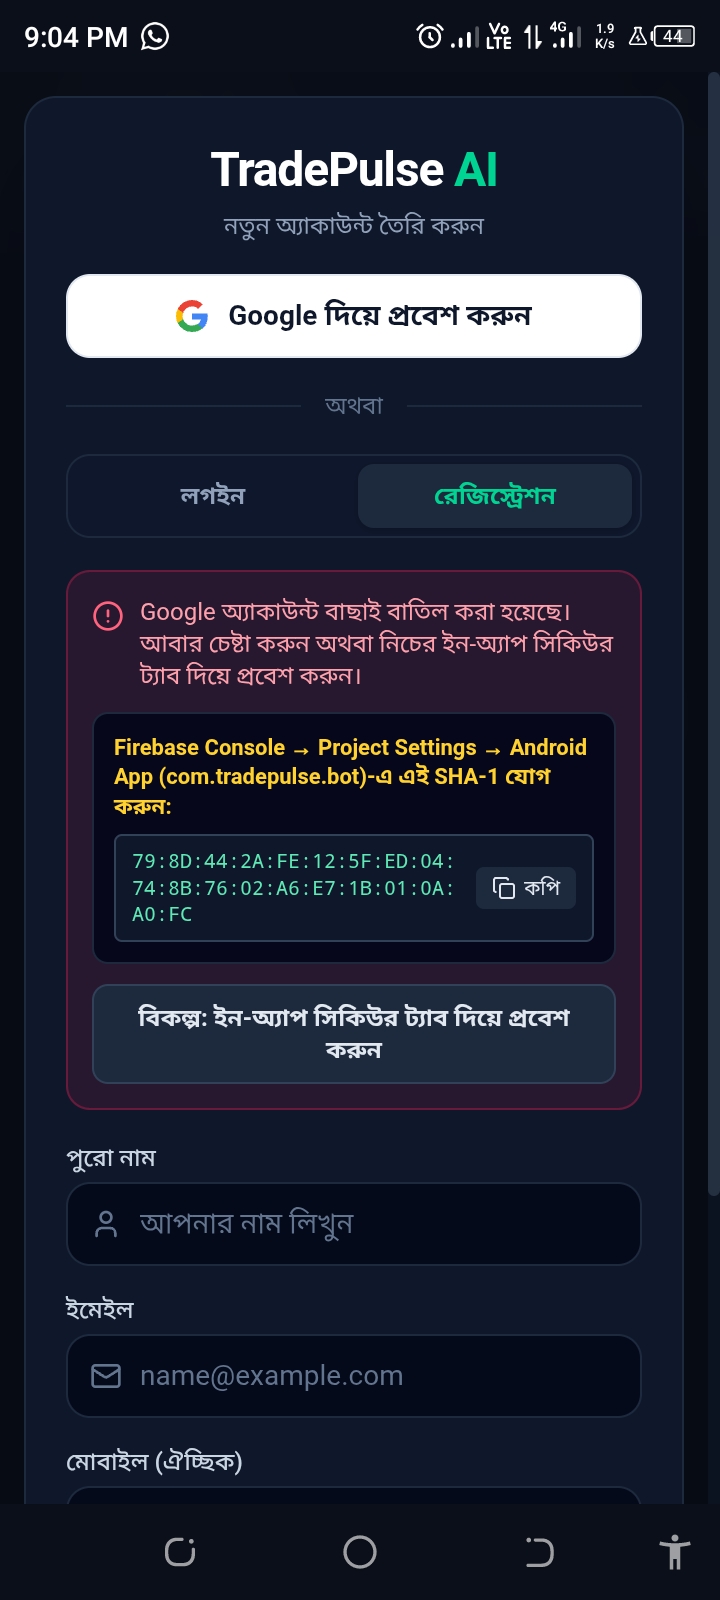 9:04 PM
Vo LTE 4G 1.9 K/s 44
TradePulse AI
নতুন অ্যাকাউন্ট তৈরি করুন
Google দিয়ে প্রবেশ করুন
অথবা
লগইন রেজিস্ট্রেশন
Google অ্যাকাউন্ট বাছাই বাতিল করা হয়েছে।
আবার চেষ্টা করুন অথবা নিচের ইন-অ্যাপ সিকিউর
ট্যাব দিয়ে প্রবেশ করুন।
Firebase Console → Project Settings → Android
App (com.tradepulse.bot)-এ এই SHA-1 যোগ
করুন:
79:8D:44:2A:FE:12:5F:ED:04:
74:8B:76:02:A6:E7:1B:01:0A:
A0:FC
কপি
বিকল্প: ইন-অ্যাপ সিকিউর ট্যাব দিয়ে প্রবেশ
করুন
পুরো নাম
আপনার নাম লিখুন
ইমেইল
name@example.com
মোবাইল (ঐচ্ছিক)